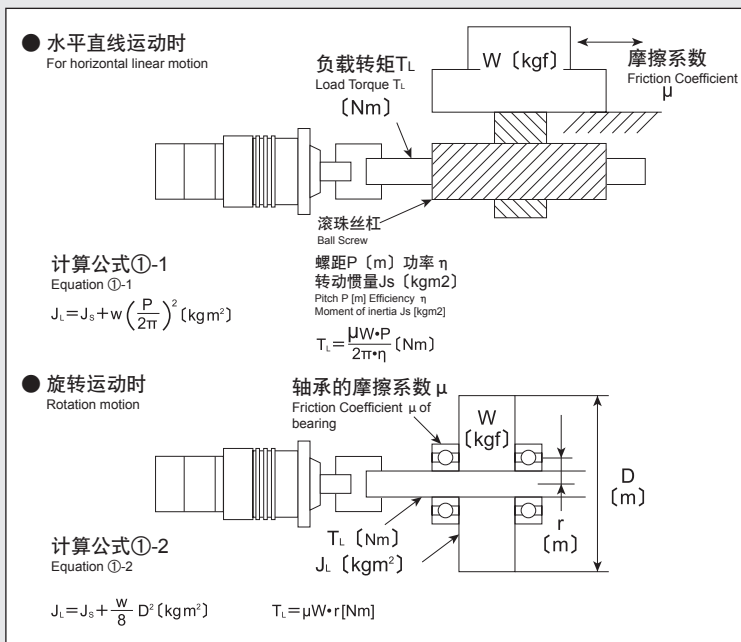 ● 水平直线运动时
For horizontal linear motion
负载转矩TL
Load Torque TL
〔Nm〕
W〔kgf〕
摩擦系数
Friction Coefficient
μ
滚珠丝杠
Ball Screw
计算公式①-1
Equation ①-1
JL=JS+w(P/2π)²〔kgm²〕
螺距P〔m〕功率 η
转动惯量Js〔kgm2〕
Pitch P [m] Efficiency η
Moment of inertia Js [kgm2]
TL=μW•P/2π•η〔Nm〕
● 旋转运动时
Rotation motion
轴承的摩擦系数 μ
Friction Coefficient μ of
bearing
W
〔kgf〕
D
〔m〕
r
〔m〕
TL〔Nm〕
JL〔kgm²〕
计算公式①-2
Equation ①-2
JL=JS+w/8 D²〔kgm²〕
TL=μW•r[Nm]